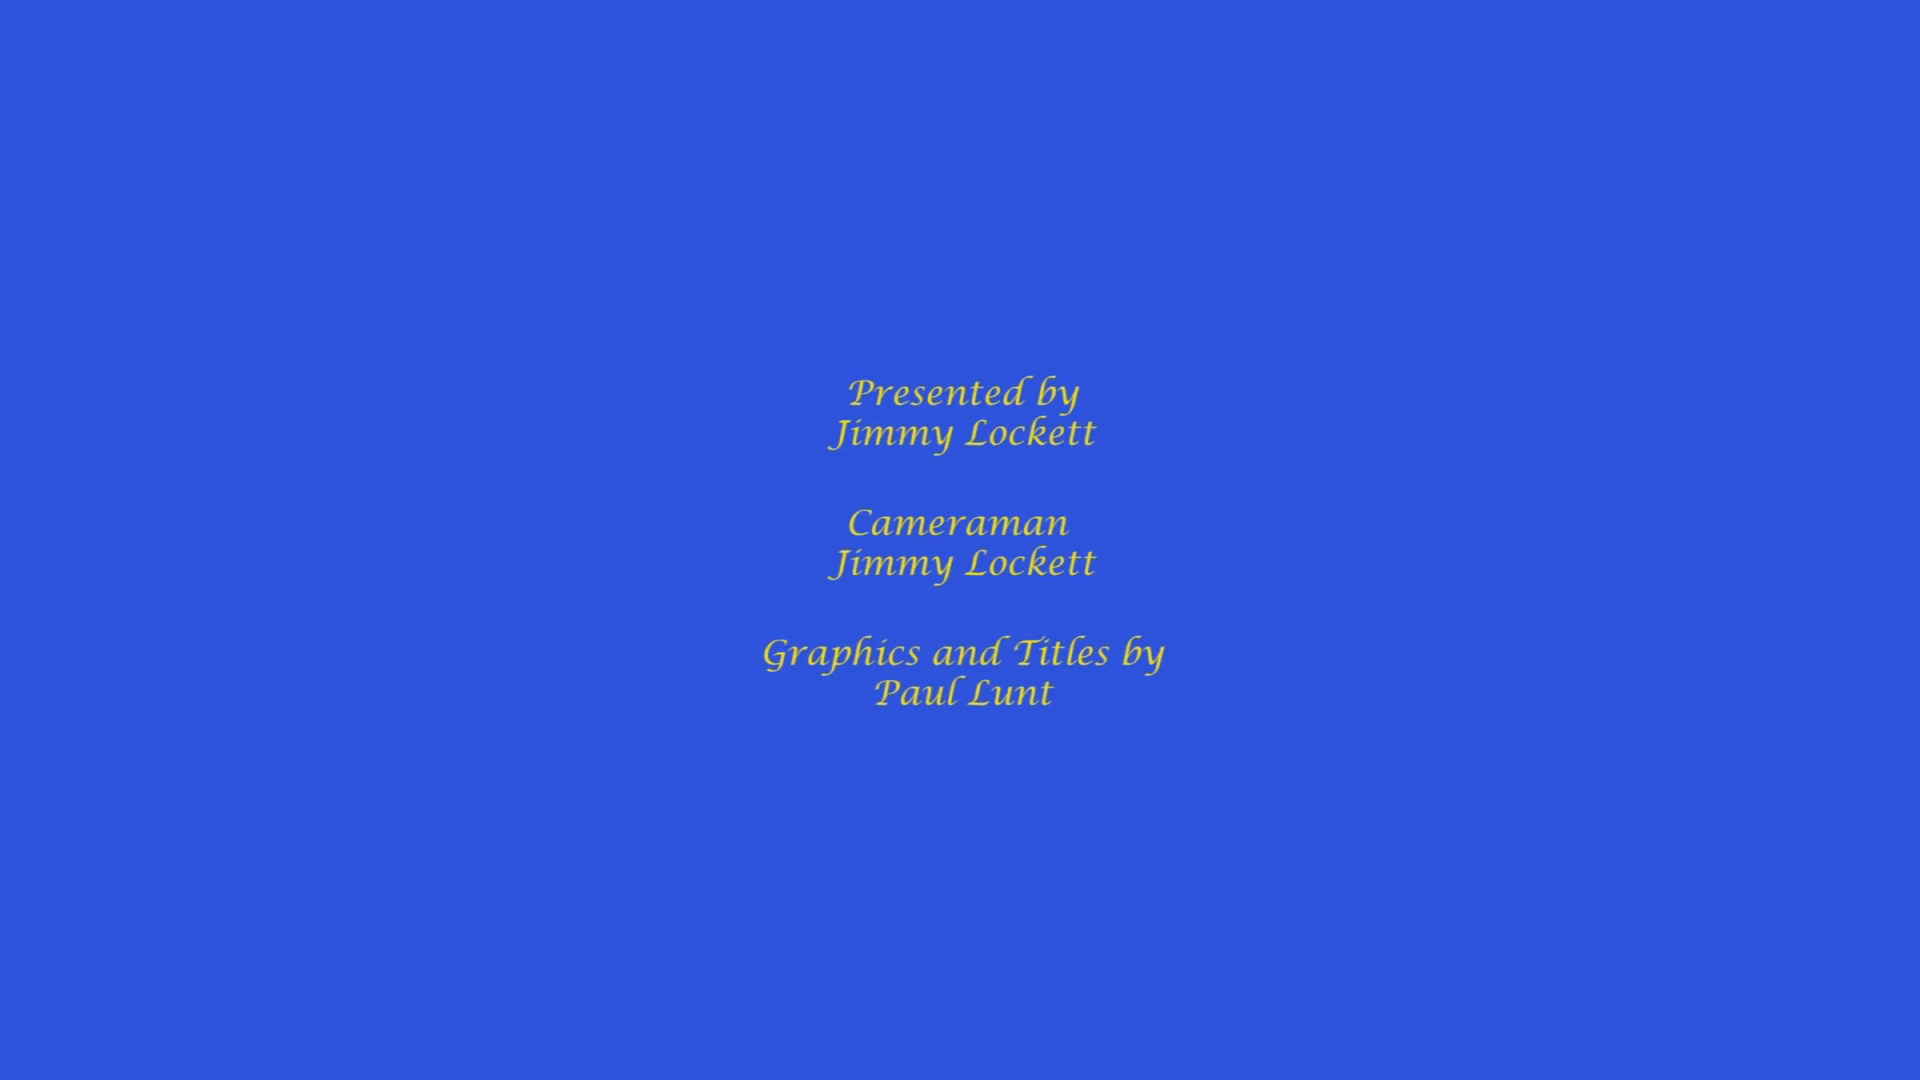 Presented by
Jimmy Lockett
Cameraman
Jimmy Lockett
Graphics and Titles by
Paul Lunt